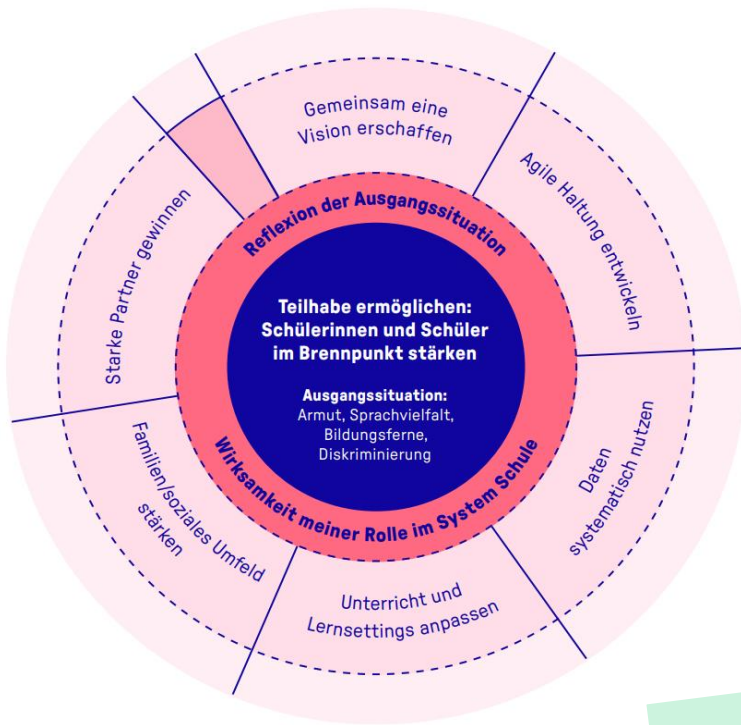 Gemeinsam eine
Vision erschaffen
Agile Haltung entwickeln
Daten
systematisch nutzen
Unterricht und
Lernsettings anpassen
Familien/soziales Umfeld
stärken
Starke Partner gewinnen
Reflexion der Ausgangssituation
Wirksamkeit meiner Rolle im System Schule
Teilhabe ermöglichen:
Schülerinnen und Schüler
im Brennpunkt stärken
Ausgangssituation:
Armut, Sprachvielfalt,
Bildungsferne,
Diskriminierung